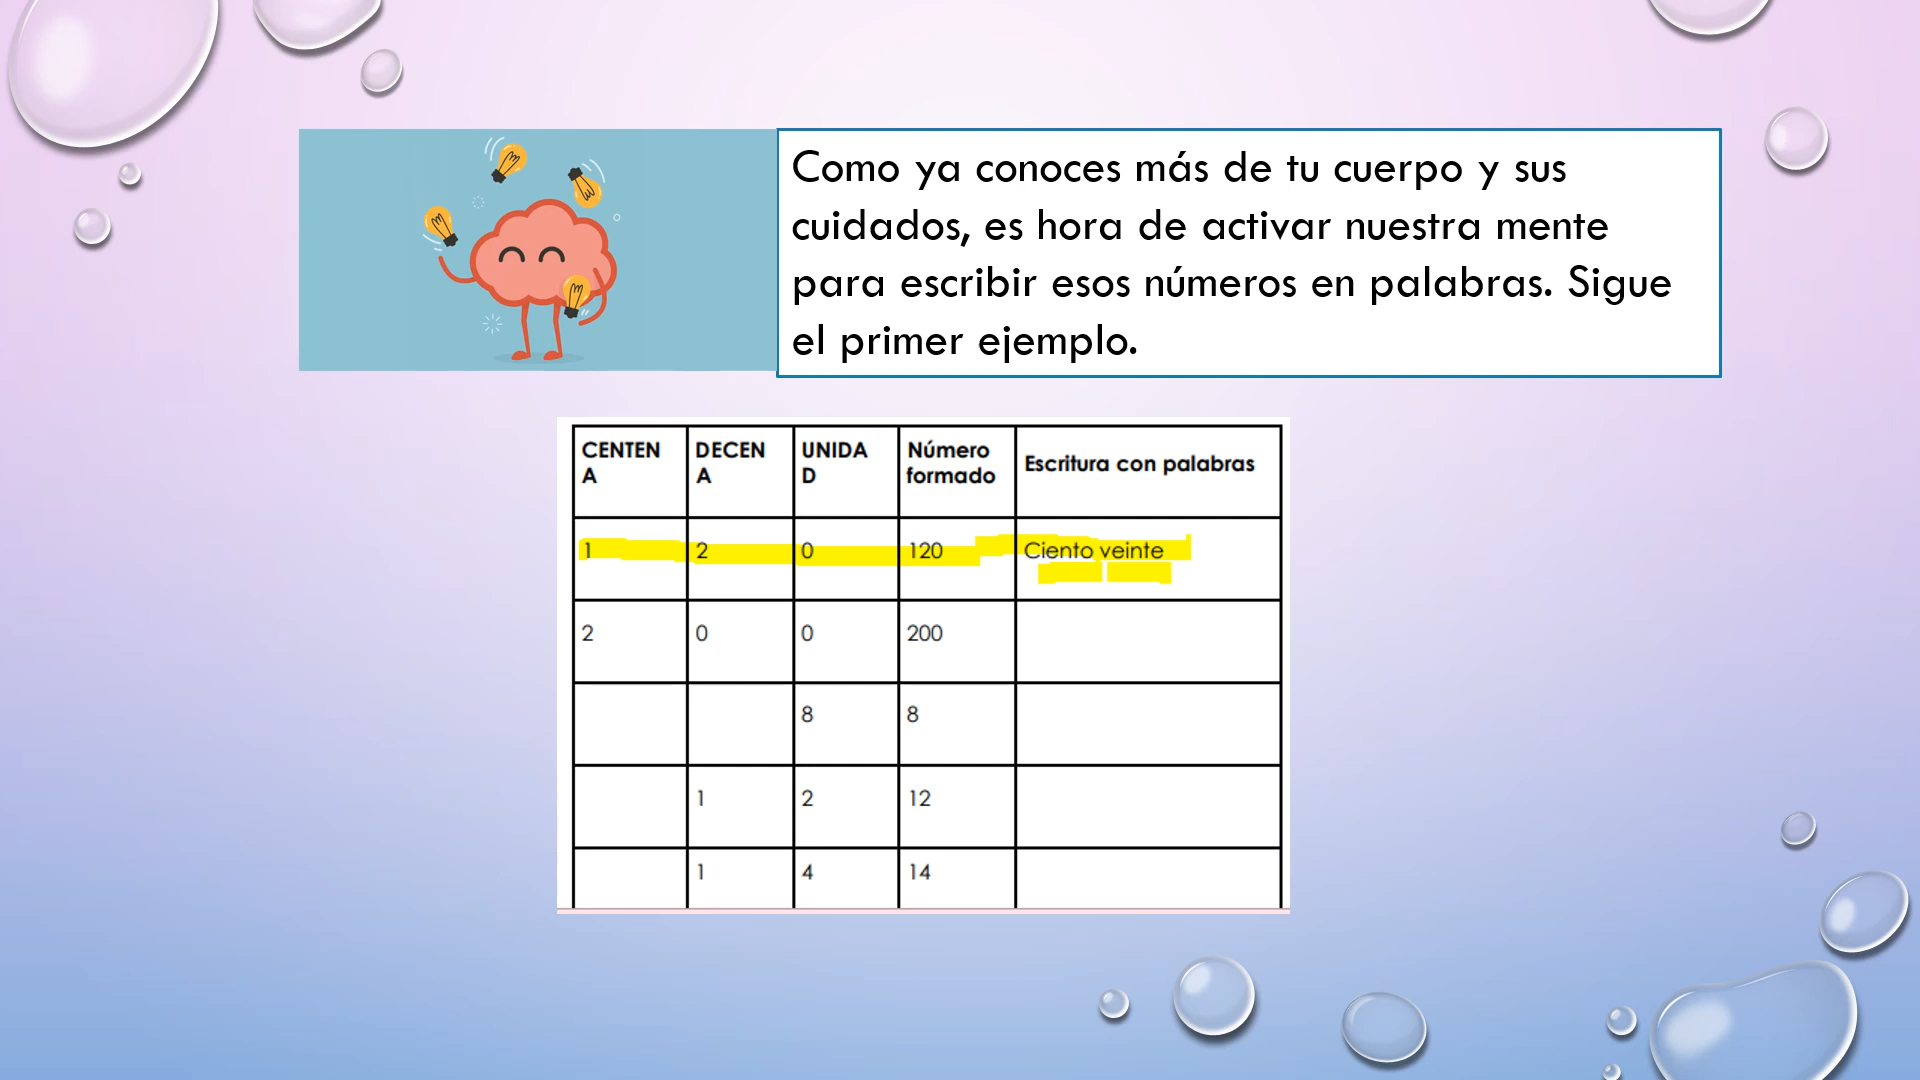 Como ya conoces más de tu cuerpo y sus
cuidados, es hora de activar nuestra mente
para escribir esos números en palabras. Sigue
el primer ejemplo.
CENTEN
A
DECEN
A
UNIDA
D
Número
formado
Escritura con palabras
1 2 0 120 Ciento veinte
2 0 0 200
8 8
1 2 12
1 4 14